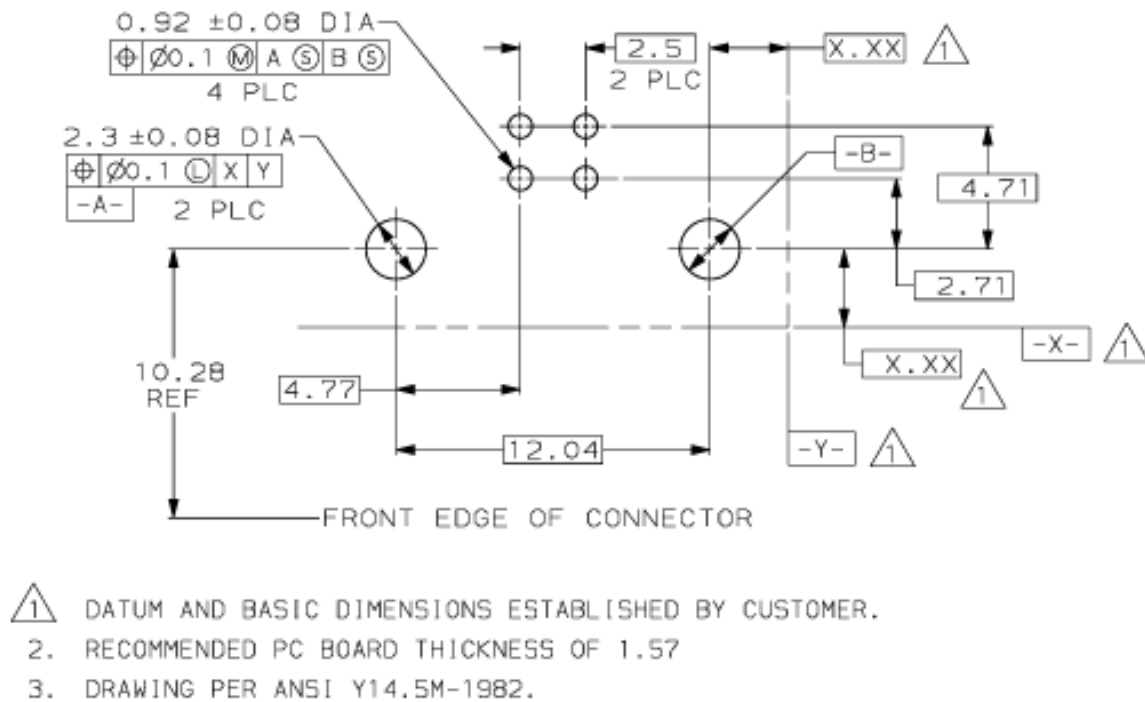 0.92 ±0.08 DIA
⌖ Ø0.1 Ⓜ A Ⓢ B Ⓢ
4 PLC
2.5
2 PLC
X.XX 1
2.3 ±0.08 DIA
⌖ Ø0.1 Ⓛ X Y
-A- 2 PLC
-B-
4.71
2.71
-X- 1
10.28
REF
X.XX
1
4.77
12.04
-Y- 1
FRONT EDGE OF CONNECTOR
1 DATUM AND BASIC DIMENSIONS ESTABLISHED BY CUSTOMER.
2. RECOMMENDED PC BOARD THICKNESS OF 1.57
3. DRAWING PER ANSI Y14.5M-1982.